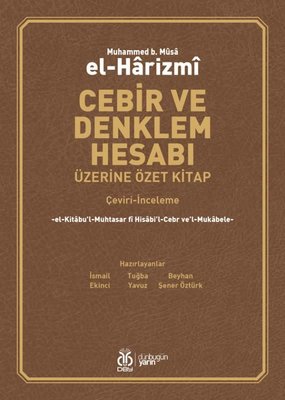 Muhammed b. Mûsâ
el-Hârizmî
CEBİR VE
DENKLEM
HESABI
ÜZERİNE ÖZET KİTAP
Çeviri-İnceleme
-el-Kitâbu'l-Muhtasar fî Hisâbi'l-Cebr ve'l-Mukâbele-
Hazırlayanlar
İsmail Tuğba Beyhan
Ekinci Yavuz Şener Öztürk
DBY dünbugün
yarın